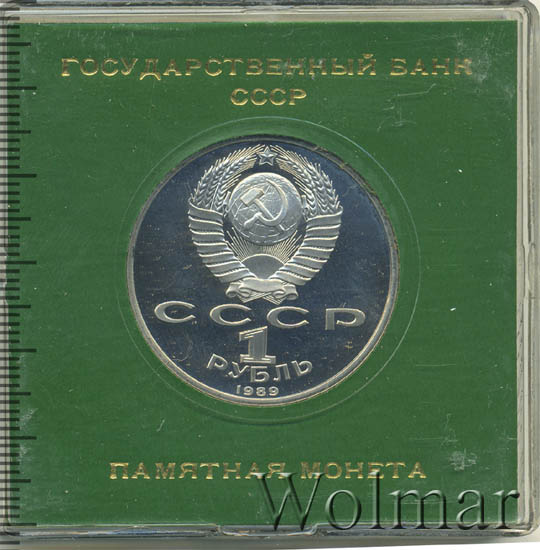 ГОСУДАРСТВЕННЫЙ БАНК
СССР
СССР
1
РУБЛЬ
1989
ПАМЯТНАЯ МОНЕТА
Wolmar